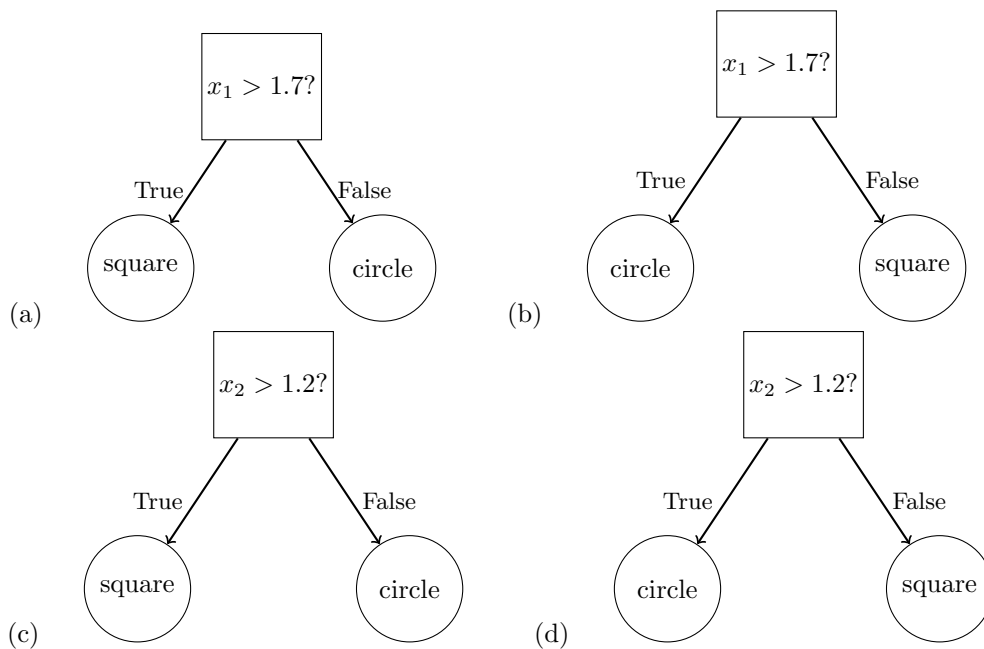 x₁ > 1.7?
True
False
square
circle
(a)
x₁ > 1.7?
True
False
circle
square
(b)
x₂ > 1.2?
True
False
square
circle
(c)
x₂ > 1.2?
True
False
circle
square
(d)